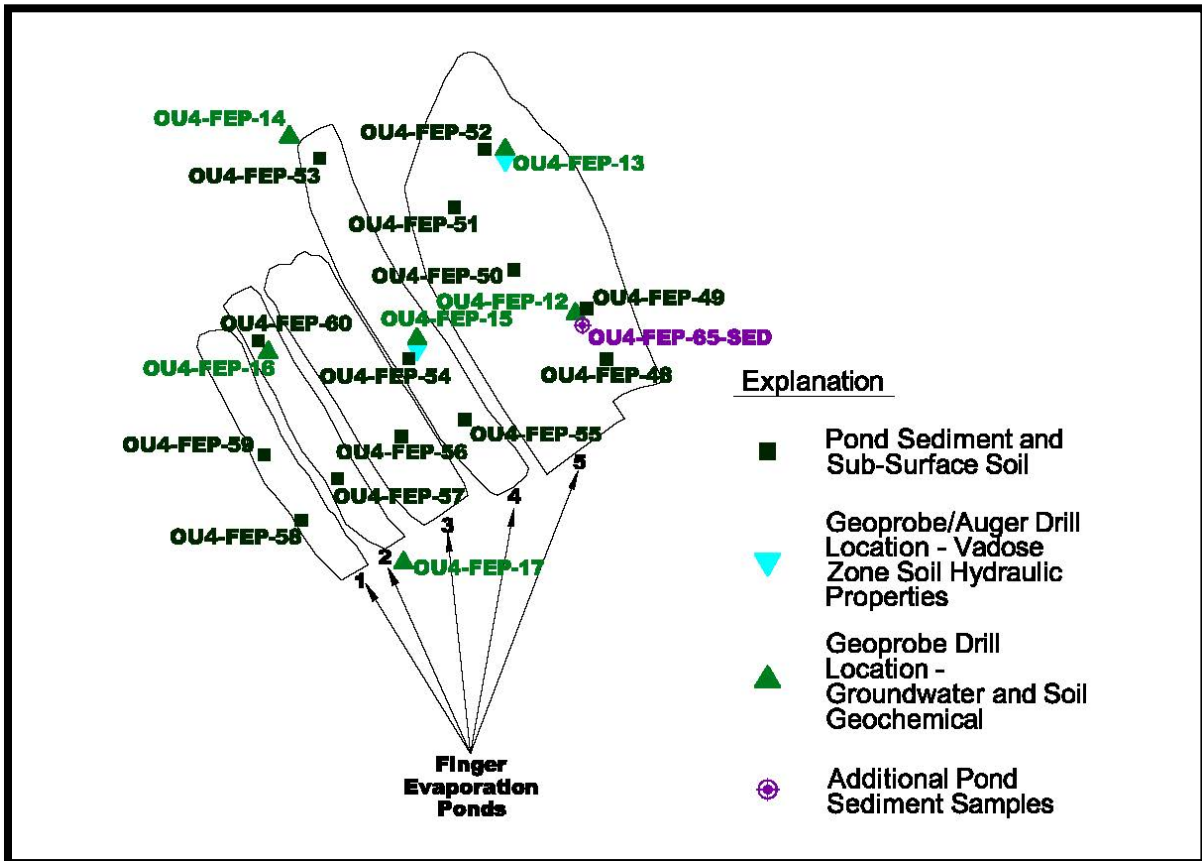 OU4-FEP-14
OU4-FEP-52
OU4-FEP-13
OU4-FEP-53
OU4-FEP-51
OU4-FEP-50
OU4-FEP-12
OU4-FEP-49
OU4-FEP-15
OU4-FEP-60
OU4-FEP-65-SED
OU4-FEP-16
OU4-FEP-54
OU4-FEP-48
OU4-FEP-59
OU4-FEP-56
OU4-FEP-55
OU4-FEP-57
OU4-FEP-58
OU4-FEP-17
1
2
3
4
5
Finger
Evaporation
Ponds
Explanation
Pond Sediment and
Sub-Surface Soil
Geoprobe/Auger Drill
Location - Vadose
Zone Soil Hydraulic
Properties
Geoprobe Drill
Location -
Groundwater and Soil
Geochemical
Additional Pond
Sediment Samples